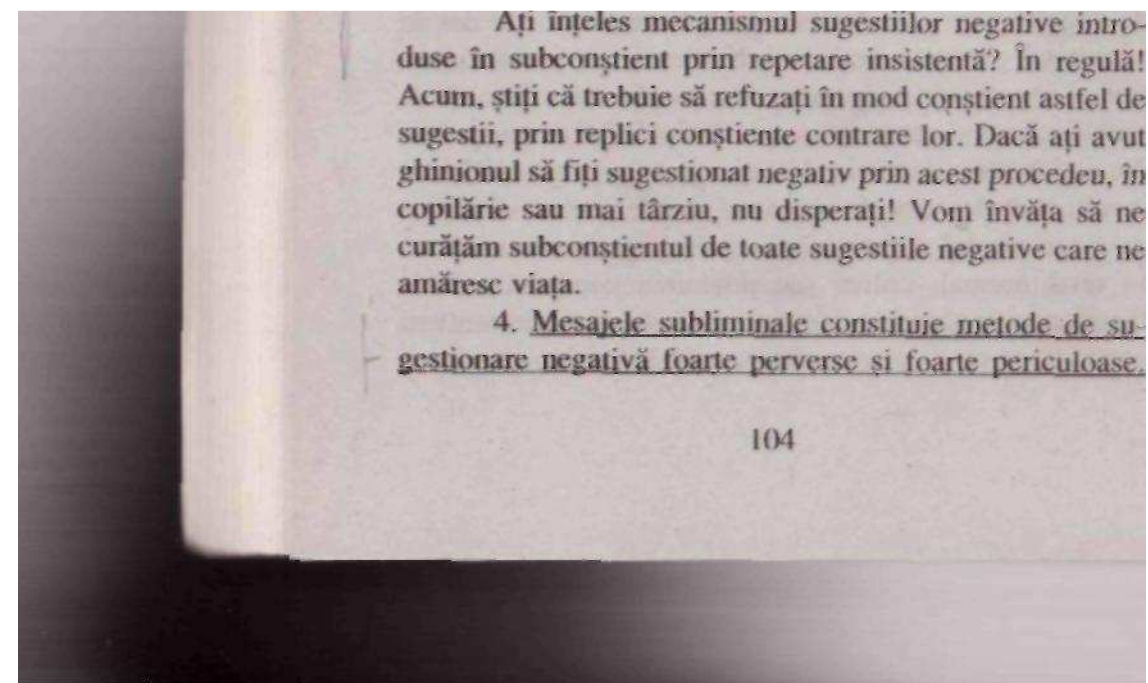 Ați înțeles mecanismul sugestiilor negative intro-
duse în subconștient prin repetare insistentă? În regulă!
Acum, știți că trebuie să refuzați în mod conștient astfel de
sugestii, prin replici conștiente contrare lor. Dacă ați avut
ghinionul să fiți sugestionat negativ prin acest procedeu, în
copilărie sau mai târziu, nu disperați! Vom învăța să ne
curățăm subconștientul de toate sugestiile negative care ne
amăresc viața.
4. Mesajele subliminale constituie metode de su-
gestionare negativă foarte perverse și foarte periculoase.
104